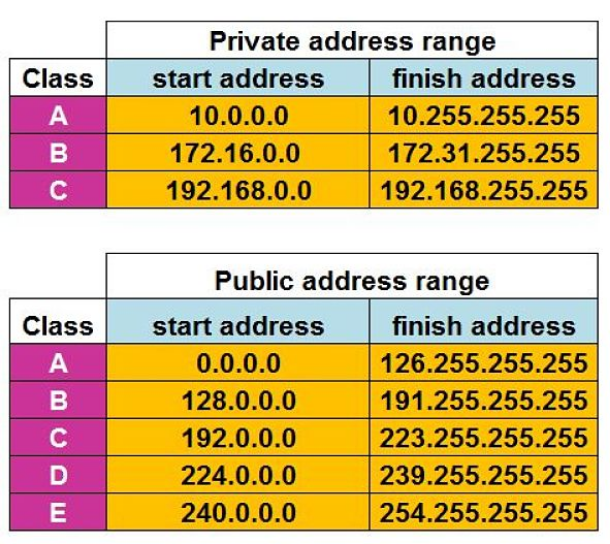 Private address range
Class start address finish address
A 10.0.0.0 10.255.255.255
B 172.16.0.0 172.31.255.255
C 192.168.0.0 192.168.255.255
Public address range
Class start address finish address
A 0.0.0.0 126.255.255.255
B 128.0.0.0 191.255.255.255
C 192.0.0.0 223.255.255.255
D 224.0.0.0 239.255.255.255
E 240.0.0.0 254.255.255.255